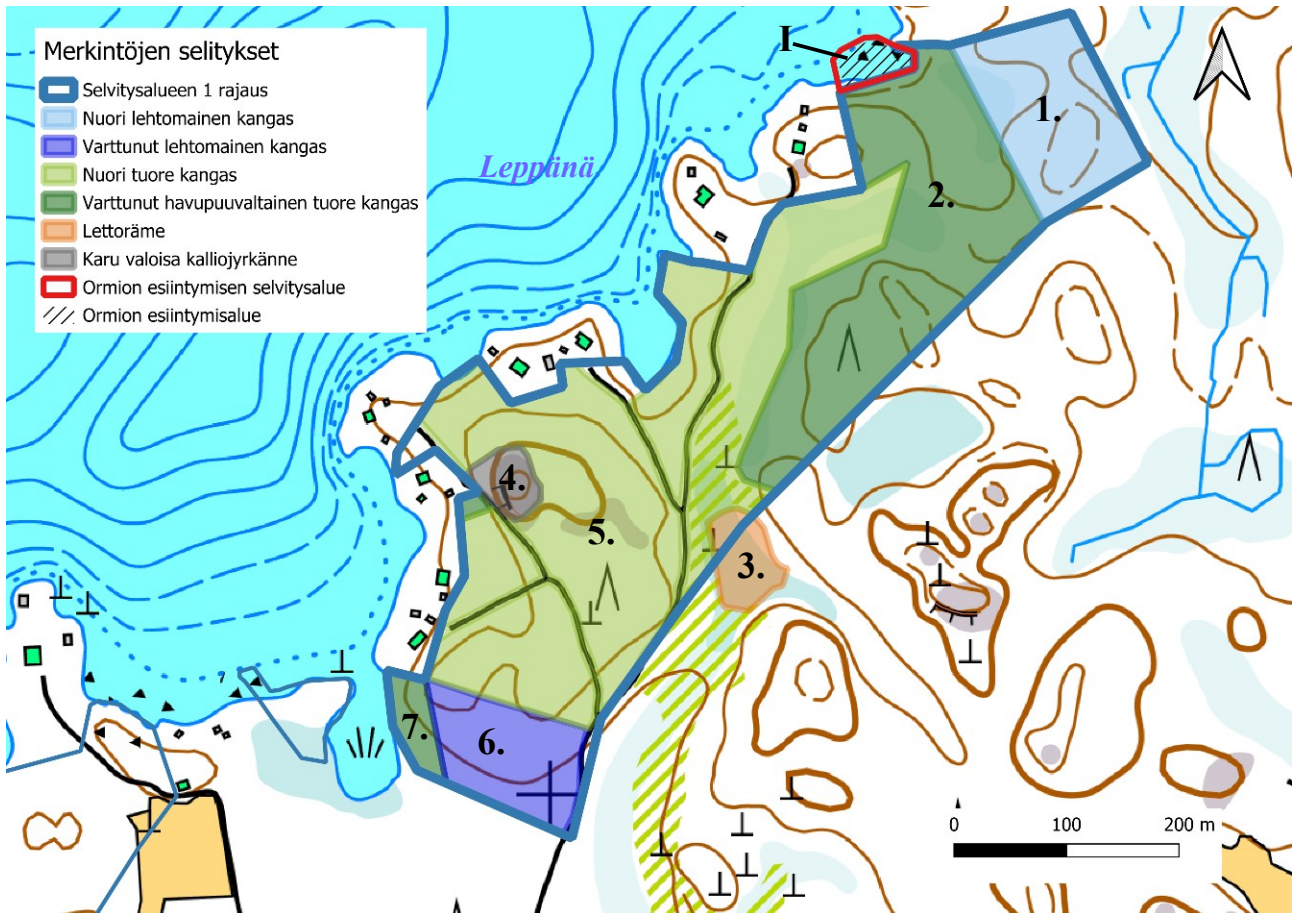 Merkintöjen selitykset
Selvitysalueen 1 rajaus
Nuori lehtomainen kangas
Varttunut lehtomainen kangas
Nuori tuore kangas
Varttunut havupuuvaltainen tuore kangas
Lettoräme
Karu valoisa kalliojyrkänne
Ormion esiintymisen selvitysalue
Ormion esiintymisalue
I
1.
Leppänä
2.
4.
5.
3.
7.
6.
0 100 200 m